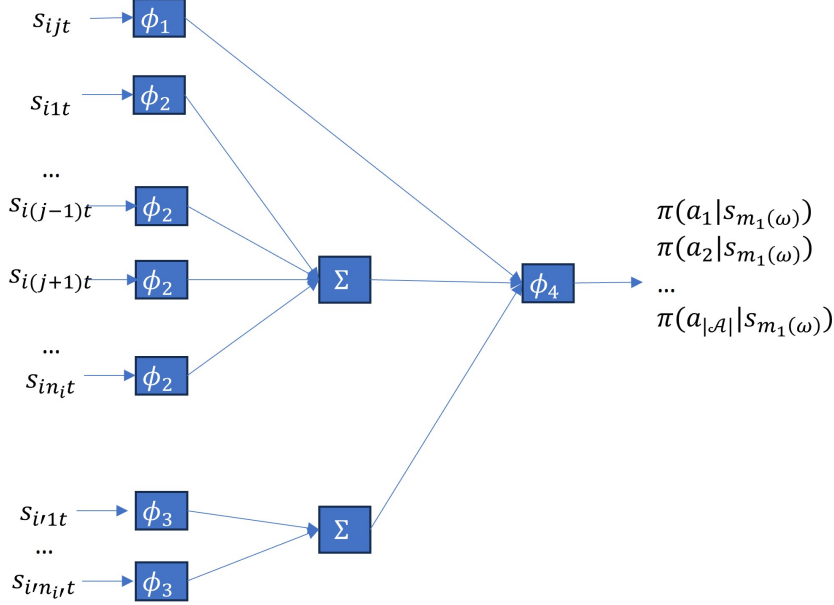 s_{ijt} ϕ_1
s_{i1t} ϕ_2
...
s_{i(j−1)t} ϕ_2
s_{i(j+1)t} ϕ_2
...
s_{in_it} ϕ_2
Σ
s_{i′1t} ϕ_3
...
s_{i′n_{i′}t} ϕ_3
Σ
ϕ_4
π(a_1|s_{m_1(ω)})
π(a_2|s_{m_1(ω)})
...
π(a_{|𝒜|}|s_{m_1(ω)})